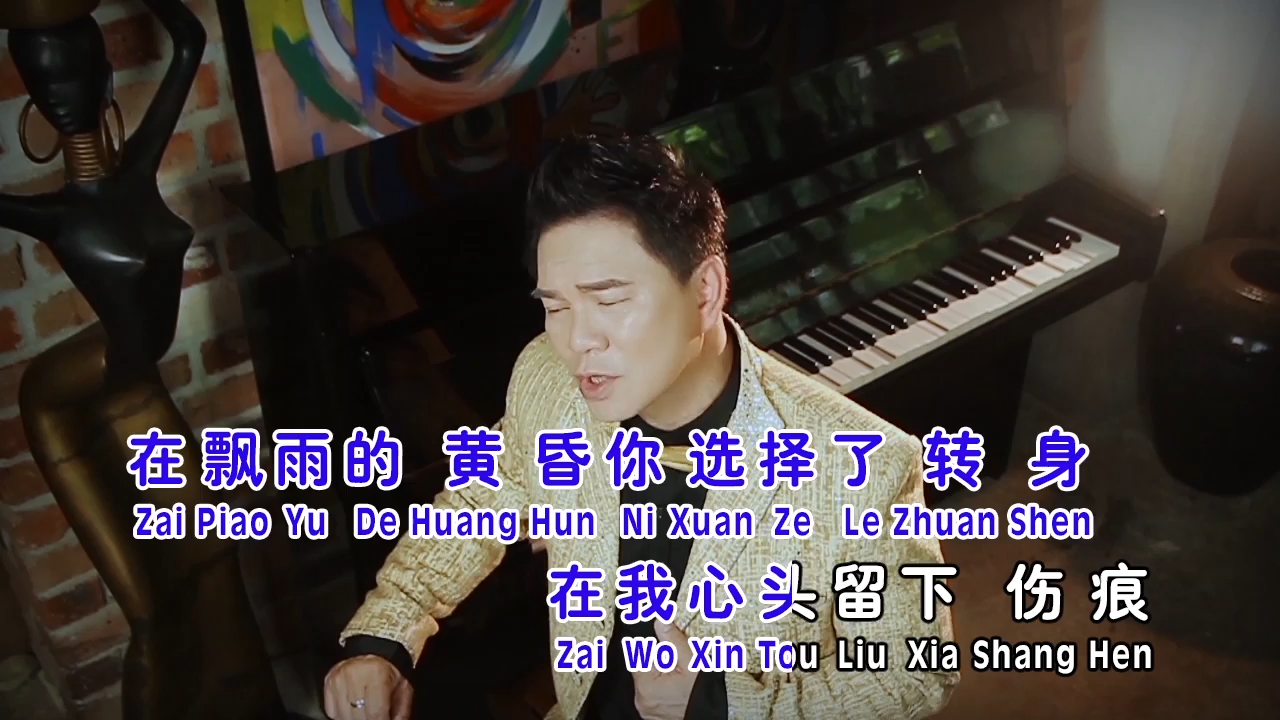 在飘雨的 黄 昏你 选择了 转 身
Zai Piao Yu De Huang Hun Ni Xuan Ze Le Zhuan Shen
在我心头留下 伤 痕
Zai Wo Xin Tou Liu Xia Shang Hen